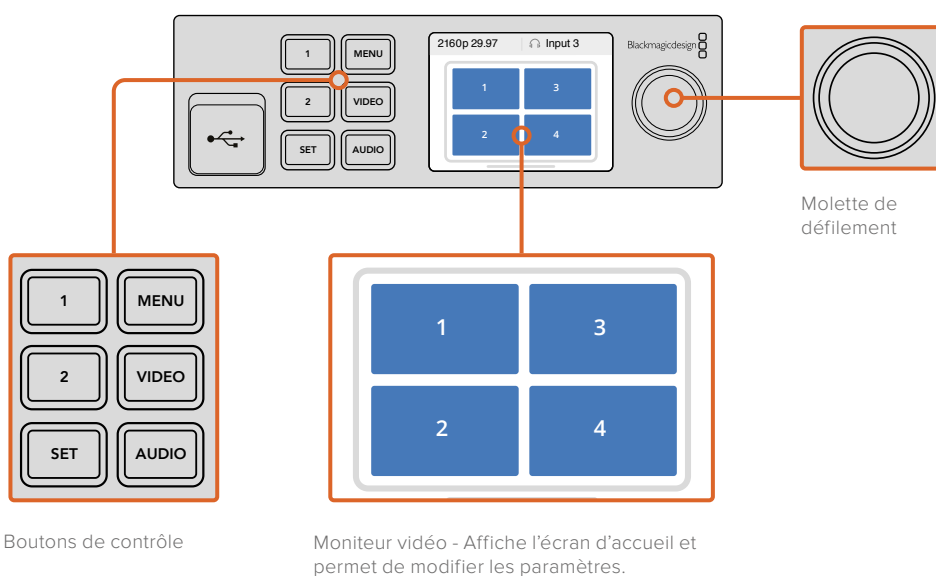 1 MENU
2 VIDEO
SET AUDIO
2160p 29.97 Input 3
1 3
2 4
Blackmagicdesign
Molette de
défilement
1 MENU
2 VIDEO
SET AUDIO
Boutons de contrôle
1 3
2 4
Moniteur vidéo - Affiche l’écran d’accueil et
permet de modifier les paramètres.